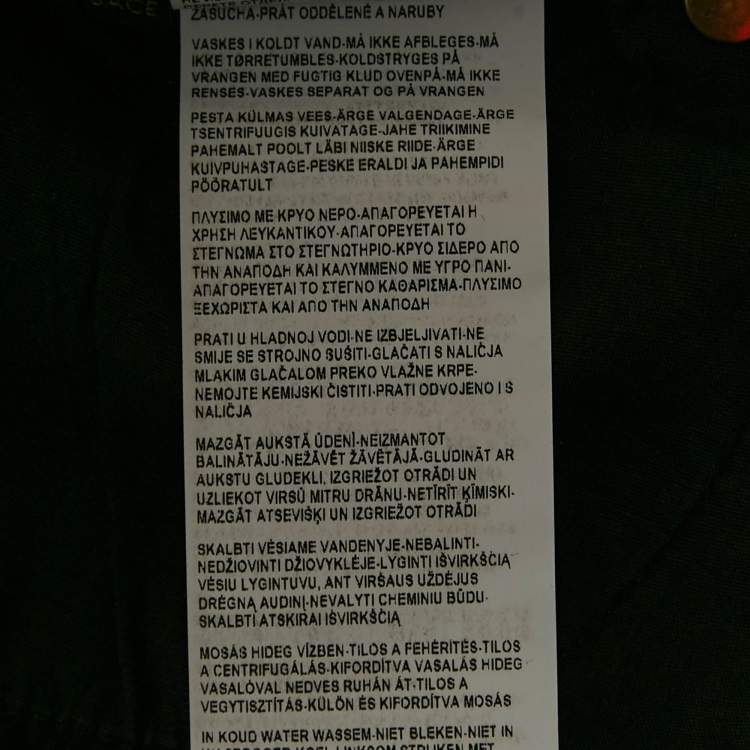 ZÁSUCHA-PRÁT ODDĚLENĚ A NARUBY
VASKES I KOLDT VAND-MÅ IKKE AFBLEGES-MÅ
IKKE TØRRETUMBLES-KOLDSTRYGES PÅ
VRANGEN MED FUGTIG KLUD OVENPÅ-MÅ IKKE
RENSES-VASKES SEPARAT OG PÅ VRANGEN
PESTA KÜLMAS VEES-ÄRGE VALGENDAGE-ÄRGE
TSENTRIFUUGIS KUIVATAGE-JAHE TRIIKIMINE
PAHEMALT POOLT LÄBI NIISKE RIIDE-ÄRGE
KUIVPUHASTAGE-PESKE ERALDI JA PAHEMPIDI
PÖÖRATULT
ΠΛΥΣΙΜΟ ΜΕ ΚΡΥΟ ΝΕΡΟ-ΑΠΑΓΟΡΕΥΕΤΑΙ Η
ΧΡΗΣΗ ΛΕΥΚΑΝΤΙΚΟΥ-ΑΠΑΓΟΡΕΥΕΤΑΙ ΤΟ
ΣΤΕΓΝΩΜΑ ΣΤΟ ΣΤΕΓΝΩΤΗΡΙΟ-ΚΡΥΟ ΣΙΔΕΡΟ ΑΠΟ
ΤΗΝ ΑΝΑΠΟΔΗ ΚΑΙ ΚΑΛΥΜΜΕΝΟ ΜΕ ΥΓΡΟ ΠΑΝΙ-
ΑΠΑΓΟΡΕΥΕΤΑΙ ΤΟ ΣΤΕΓΝΟ ΚΑΘΑΡΙΣΜΑ-ΠΛΥΣΙΜΟ
ΞΕΧΩΡΙΣΤΑ ΚΑΙ ΑΠΟ ΤΗΝ ΑΝΑΠΟΔΗ
PRATI U HLADNOJ VODI-NE IZBJELJIVATI-NE
SMIJE SE STROJNO SUŠITI-GLAČATI S NALIČJA
MLAKIM GLAČALOM PREKO VLAŽNE KRPE-
NEMOJTE KEMIJSKI ČISTITI-PRATI ODVOJENO I S
NALIČJA
MAZGĀT AUKSTĀ ŪDENĪ-NEIZMANTOT
BALINĀTĀJU-NEŽĀVĒT ŽĀVĒTĀJĀ-GLUDINĀT AR
AUKSTU GLUDEKLI, IZGRIEŽOT OTRĀDI UN
UZLIEKOT VIRSŪ MITRU DRĀNU-NETĪRĪT ĶĪMISKI-
MAZGĀT ATSEVIŠĶI UN IZGRIEŽOT OTRĀDI
SKALBTI VĖSIAME VANDENYJE-NEBALINTI-
NEDŽIOVINTI DŽIOVYKLĖJE-LYGINTI IŠVIRKŠČIĄ
VĖSIU LYGINTUVU, ANT VIRŠAUS UŽDĖJUS
DRĖGNĄ AUDINĮ-NEVALYTI CHEMINIU BŪDU-
SKALBTI ATSKIRAI IŠVIRKŠČIĄ
MOSÁS HIDEG VÍZBEN-TILOS A FEHÉRÍTÉS-TILOS
A CENTRIFUGÁLÁS-KIFORDÍTVA VASALÁS HIDEG
VASALÓVAL NEDVES RUHÁN ÁT-TILOS A
VEGYTISZTÍTÁS-KÜLÖN ÉS KIFORDÍTVA MOSÁS
IN KOUD WATER WASSEM-NIET BLEKEN-NIET IN